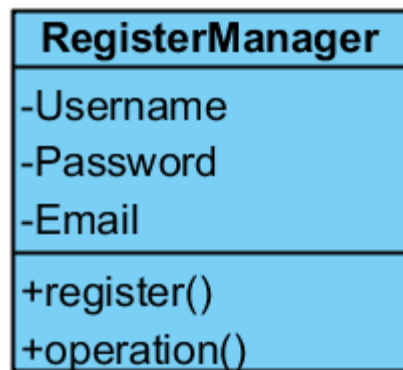 RegisterManager
-Username
-Password
-Email
+register()
+operation()